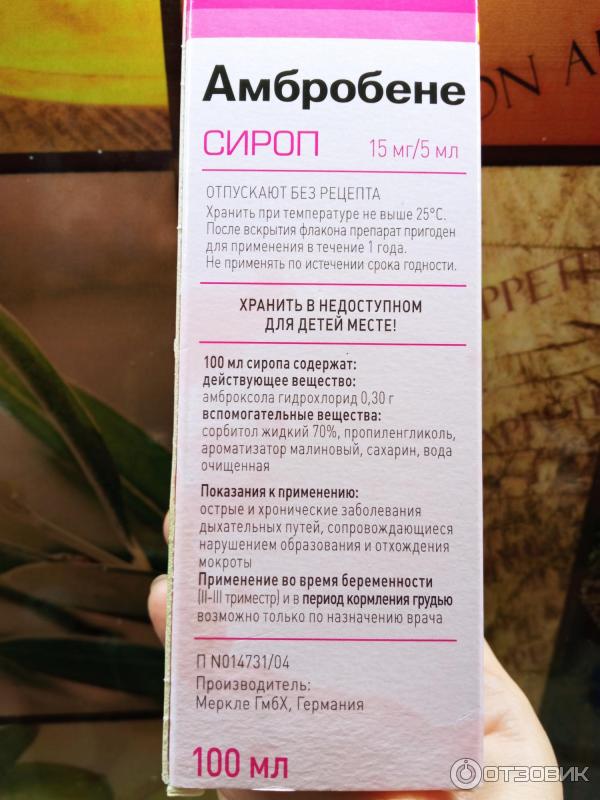 Амбробене
СИРОП 15 мг/5 мл
ОТПУСКАЮТ БЕЗ РЕЦЕПТА
Хранить при температуре не выше 25°С.
После вскрытия флакона препарат пригоден
для применения в течение 1 года.
Не применять по истечении срока годности.
ХРАНИТЬ В НЕДОСТУПНОМ
ДЛЯ ДЕТЕЙ МЕСТЕ!
100 мл сиропа содержат:
действующее вещество:
амброксола гидрохлорид 0,30 г
вспомогательные вещества:
сорбитол жидкий 70%, пропиленгликоль,
ароматизатор малиновый, сахарин, вода
очищенная
Показания к применению:
острые и хронические заболевания
дыхательных путей, сопровождающиеся
нарушением образования и отхождения
мокроты
Применение во время беременности
(II-III триместр) и в период кормления грудью
возможно только по назначению врача
П N014731/04
Производитель:
Меркле ГмбХ, Германия
100 мл
ON A
PPETI
ОТЗОВИК